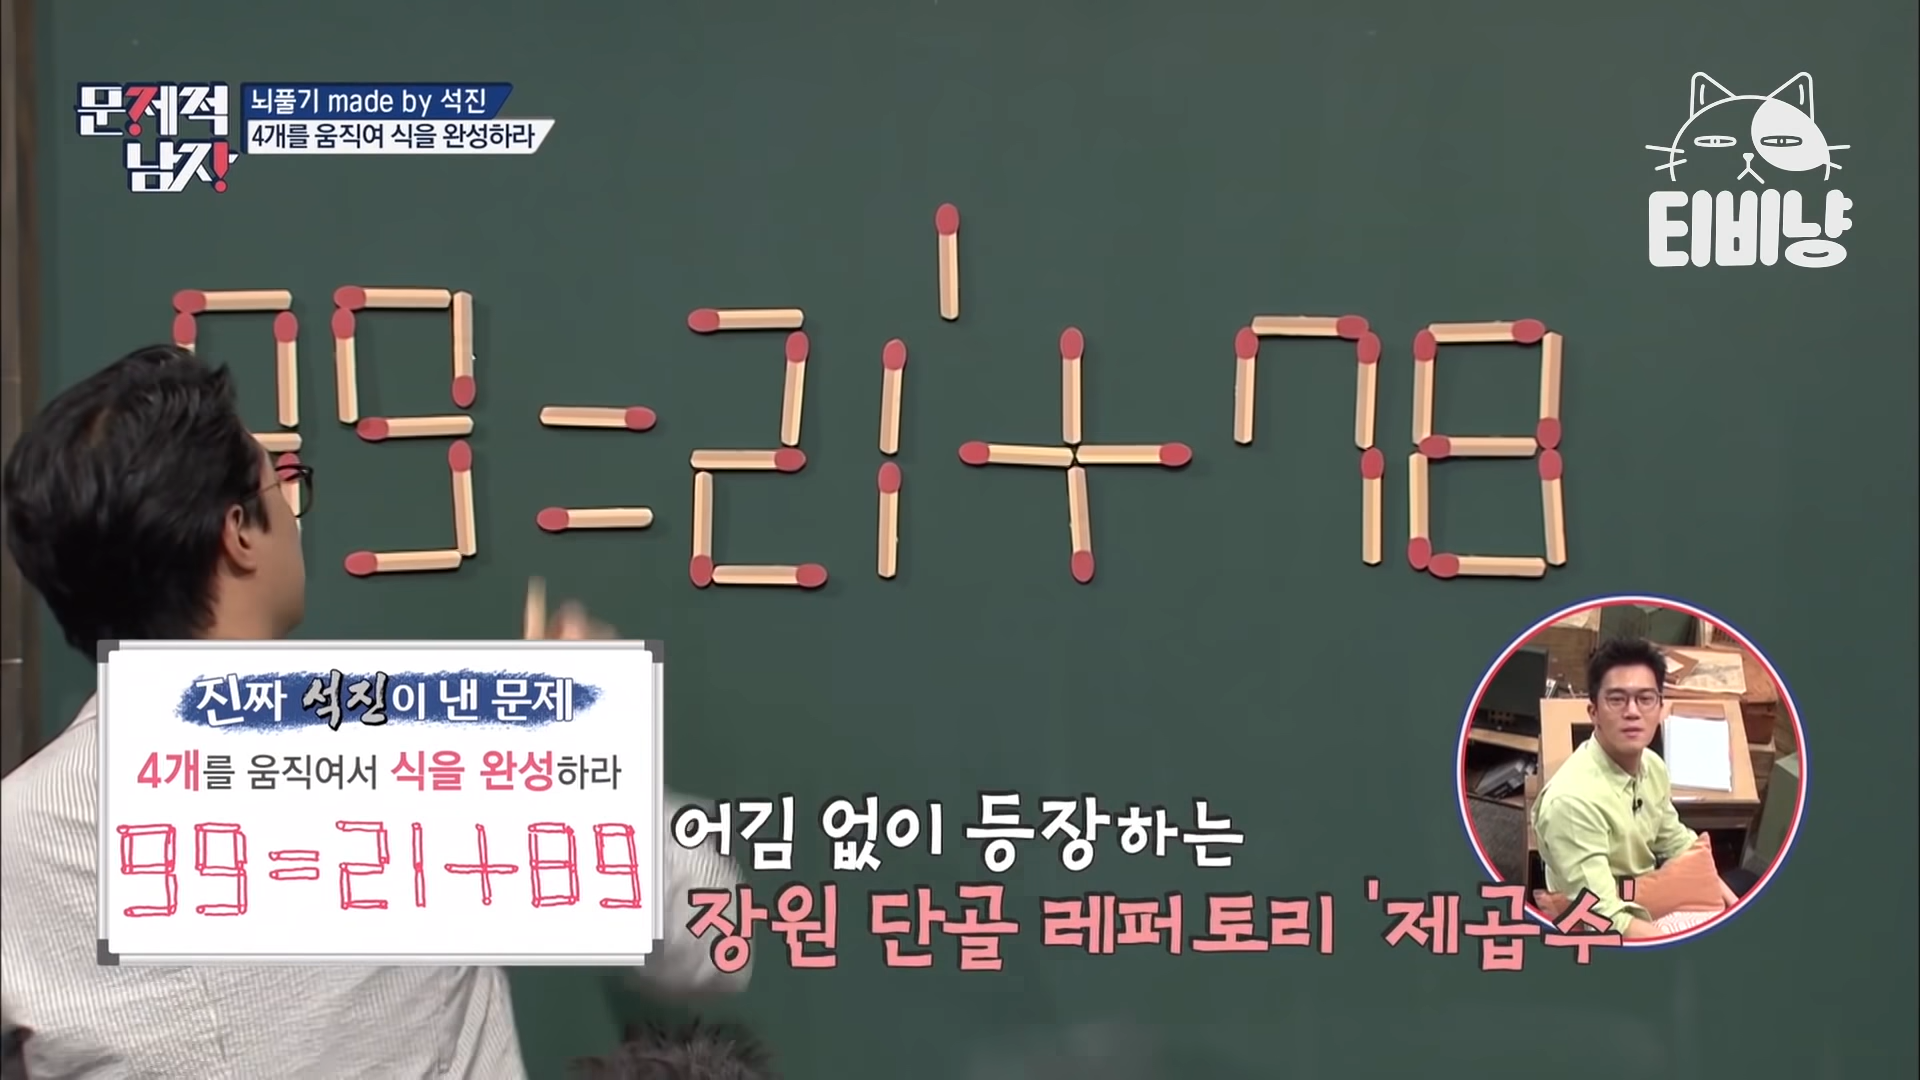 문제적
남자
뇌풀기 made by 석진
4개를 움직여 식을 완성하라
티비냥
99=21¹+78
진짜 석진이 낸 문제
4개를 움직여서 식을 완성하라
99=21+89
어김 없이 등장하는
장원 단골 레퍼토리 '제곱수'